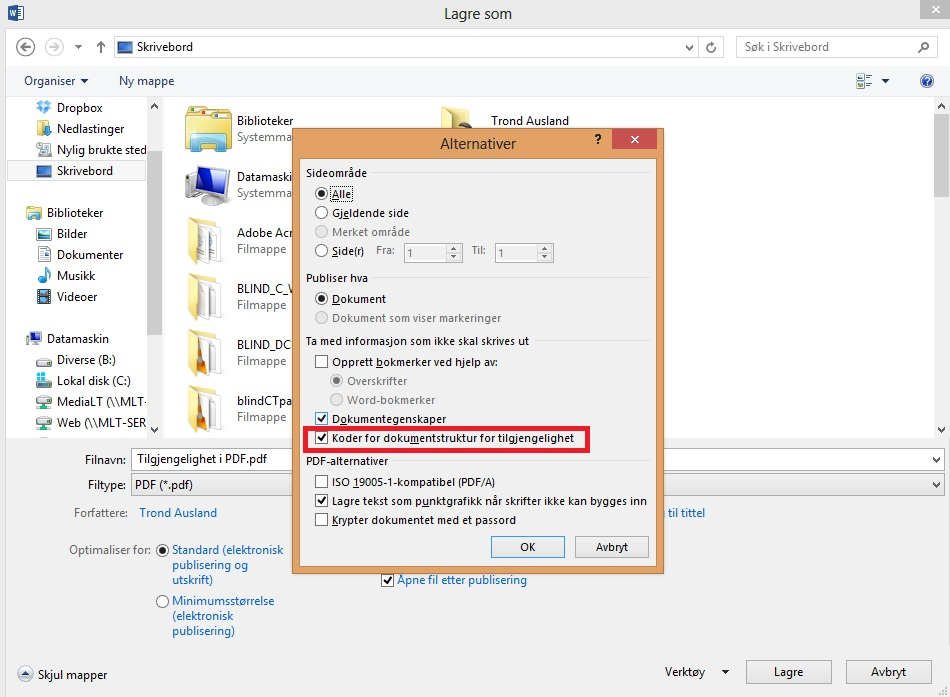 Lagre som
Skrivebord
Søk i Skrivebord
Organiser
Ny mappe
Dropbox
Nedlastinger
Nylig brukte sted
Skrivebord
Biblioteker
Bilder
Dokumenter
Musikk
Videoer
Datamaskin
Diverse (B:)
Lokal disk (C:)
MediaLT (\\MLT-
Web (\\MLT-SER
Biblioteker
Systemma
Datamaski
Systemma
Adobe Acr
Filmappe
BLIND_C_W
Filmappe
BLIND_DC
Filmappe
blindCTpa
Filmappe
Trond Ausland
Alternativer
?
Sideområde
Alle
Gjeldende side
Merket område
Side(r)
Fra:
1
Til:
1
Publiser hva
Dokument
Dokument som viser markeringer
Ta med informasjon som ikke skal skrives ut
Opprett bokmerker ved hjelp av:
Overskrifter
Word-bokmerker
Dokumentegenskaper
Koder for dokumentstruktur for tilgjengelighet
PDF-alternativer
ISO 19005-1-kompatibel (PDF/A)
Lagre tekst som punktgrafikk når skrifter ikke kan bygges inn
Krypter dokumentet med et passord
OK
Avbryt
Filnavn:
Tilgjengelighet i PDF.pdf
Filtype:
PDF (*.pdf)
Forfattere:
Trond Ausland
til tittel
Optimaliser for:
Standard (elektronisk
publisering og
utskrift)
Minimumsstørrelse
(elektronisk
publisering)
Åpne fil etter publisering
Skjul mapper
Verktøy
Lagre
Avbryt